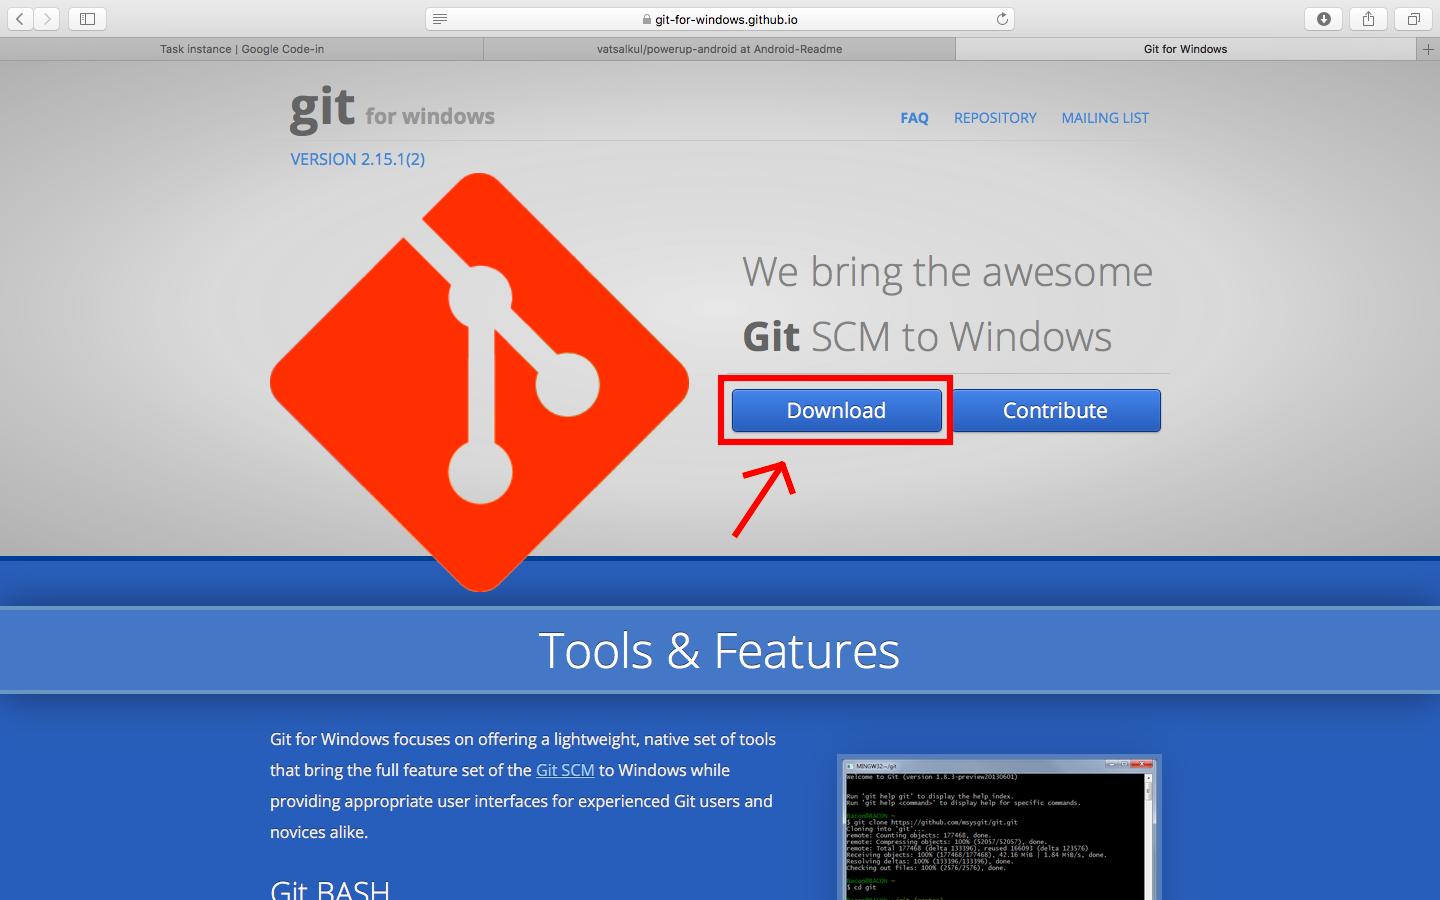 git-for-windows.github.io
Task instance | Google Code-in
vatsalkul/powerup-android at Android-Readme
Git for Windows
git for windows
FAQ
REPOSITORY
MAILING LIST
VERSION 2.15.1(2)
We bring the awesome
Git SCM to Windows
Download
Contribute
Tools & Features
Git for Windows focuses on offering a lightweight, native set of tools
that bring the full feature set of the Git SCM to Windows while
providing appropriate user interfaces for experienced Git users and
novices alike.
Git BASH
MINGW32:~/git
Welcome to Git (version 1.8.3-preview20130601)
Run 'git help git' to display the help index.
Run 'git help <command>' to display help for specific commands.
Bacon@BACON ~
$ git clone https://github.com/msysgit/git.git
Cloning into 'git'...
remote: Counting objects: 177468, done.
remote: Compressing objects: 100% (52057/52057), done.
remote: Total 177468 (delta 133396), reused 166093 (delta 123576)
Receiving objects: 100% (177468/177468), 42.16 MiB | 1.84 MiB/s, done.
Resolving deltas: 100% (133396/133396), done.
Checking out files: 100% (2576/2576), done.
Bacon@BACON ~
$ cd git